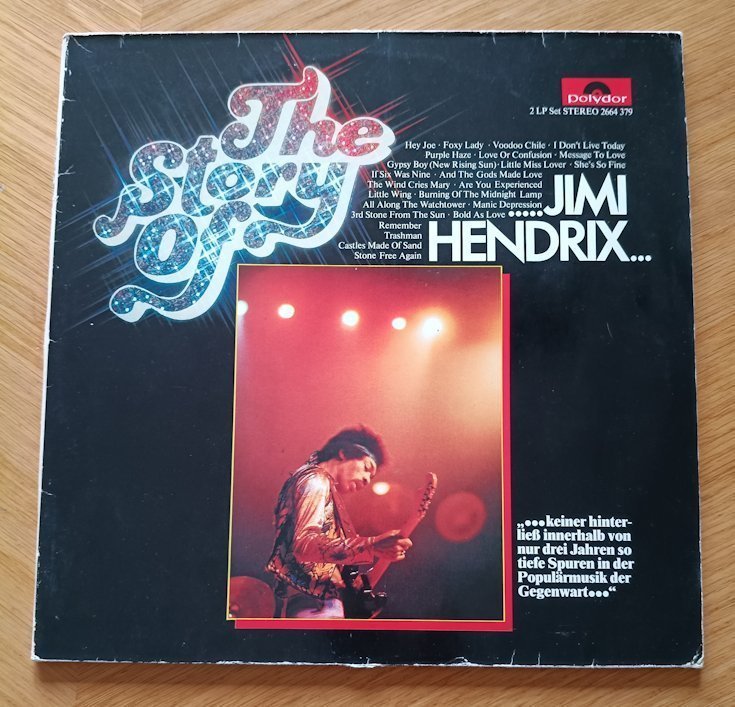 The
Story
Of...
polydor
2 LP Set STEREO 2664 379
Hey Joe · Foxy Lady · Voodoo Chile · I Don't Live Today
Purple Haze · Love Or Confusion · Message To Love
Gypsy Boy (New Rising Sun) · Little Miss Lover · She's So Fine
If Six Was Nine · And The Gods Made Love
The Wind Cries Mary · Are You Experienced
Little Wing · Burning Of The Midnight Lamp
All Along The Watchtower · Manic Depression
3rd Stone From The Sun · Bold As Love
Remember
Trashman
Castles Made Of Sand
Stone Free Again
.....JIMI
HENDRIX...
„...keiner hinter-
ließ innerhalb von
nur drei Jahren so
tiefe Spuren in der
Populärmusik der
Gegenwart...“